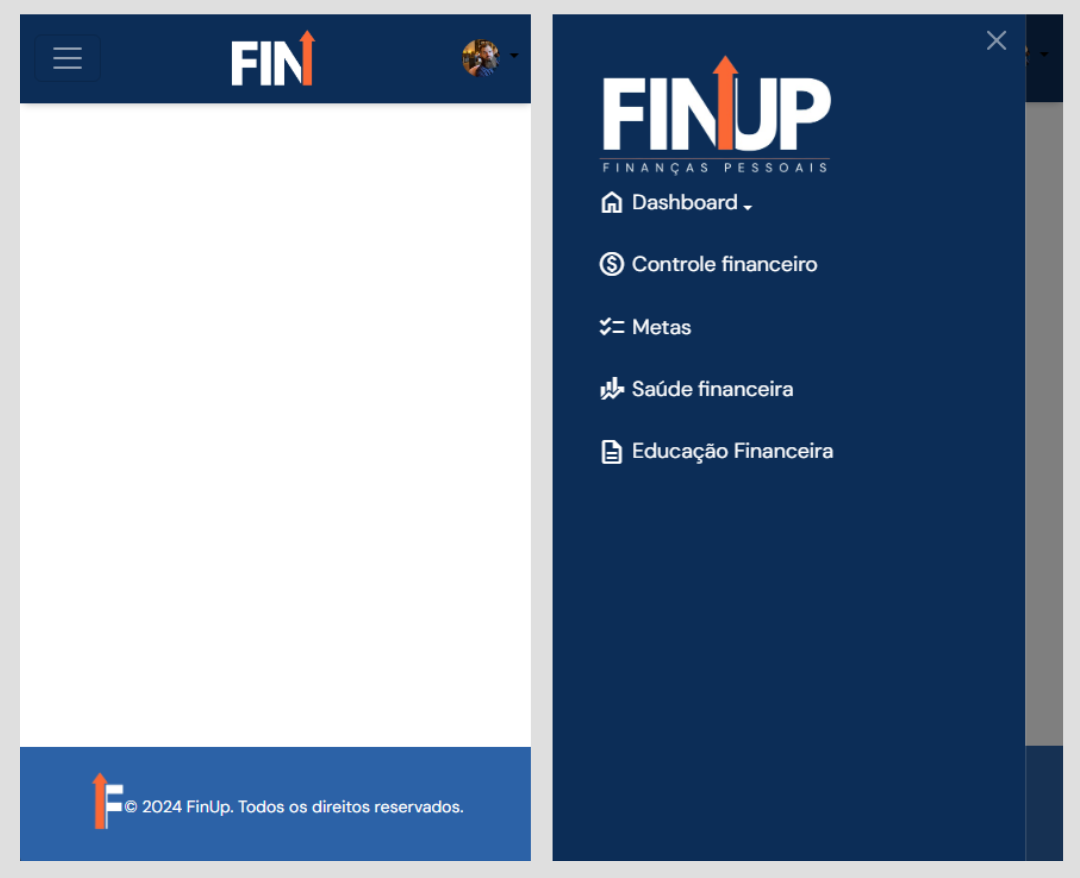 FIN
© 2024 FinUp. Todos os direitos reservados.
FINUP
FINANÇAS PESSOAIS
Dashboard
Controle financeiro
Metas
Saúde financeira
Educação Financeira